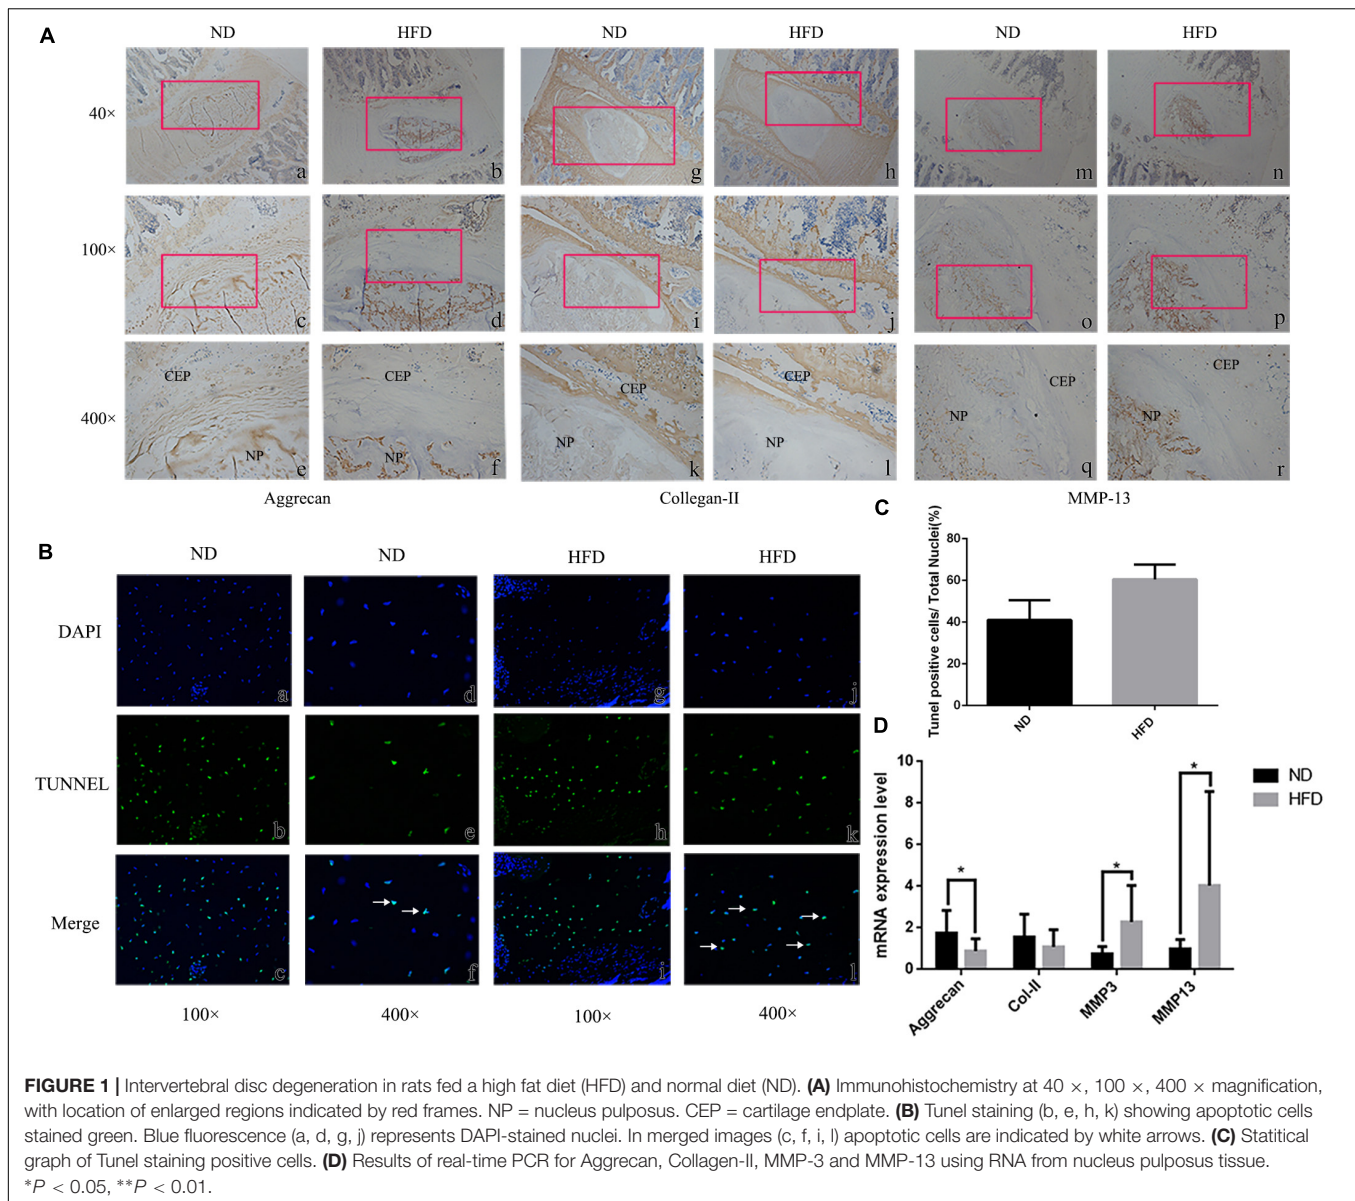 A
ND HFD ND HFD ND HFD
40×
a b g h m n
100×
c d i j o p
400×
CEP CEP CEP CEP CEP CEP
NP NP NP NP NP NP
e f k l q r
Aggrecan Collegan-II MMP-13
B
ND ND HFD HFD
DAPI
a d g j
TUNNEL
b e h k
Merge
c f i l
100× 400× 100× 400×
C
Tunel positive cells/ Total Nuclei(%)
80
60
40
20
0
ND HFD
D
mRNA expression level
10
8
6
4
2
0
* * *
Aggrecan Col-II MMP3 MMP13
ND
HFD
FIGURE 1 | Intervertebral disc degeneration in rats fed a high fat diet (HFD) and normal diet (ND). (A) Immunohistochemistry at 40 ×, 100 ×, 400 × magnification,
with location of enlarged regions indicated by red frames. NP = nucleus pulposus. CEP = cartilage endplate. (B) Tunel staining (b, e, h, k) showing apoptotic cells
stained green. Blue fluorescence (a, d, g, j) represents DAPI-stained nuclei. In merged images (c, f, i, l) apoptotic cells are indicated by white arrows. (C) Statitical
graph of Tunel staining positive cells. (D) Results of real-time PCR for Aggrecan, Collagen-II, MMP-3 and MMP-13 using RNA from nucleus pulposus tissue.
*P < 0.05, **P < 0.01.